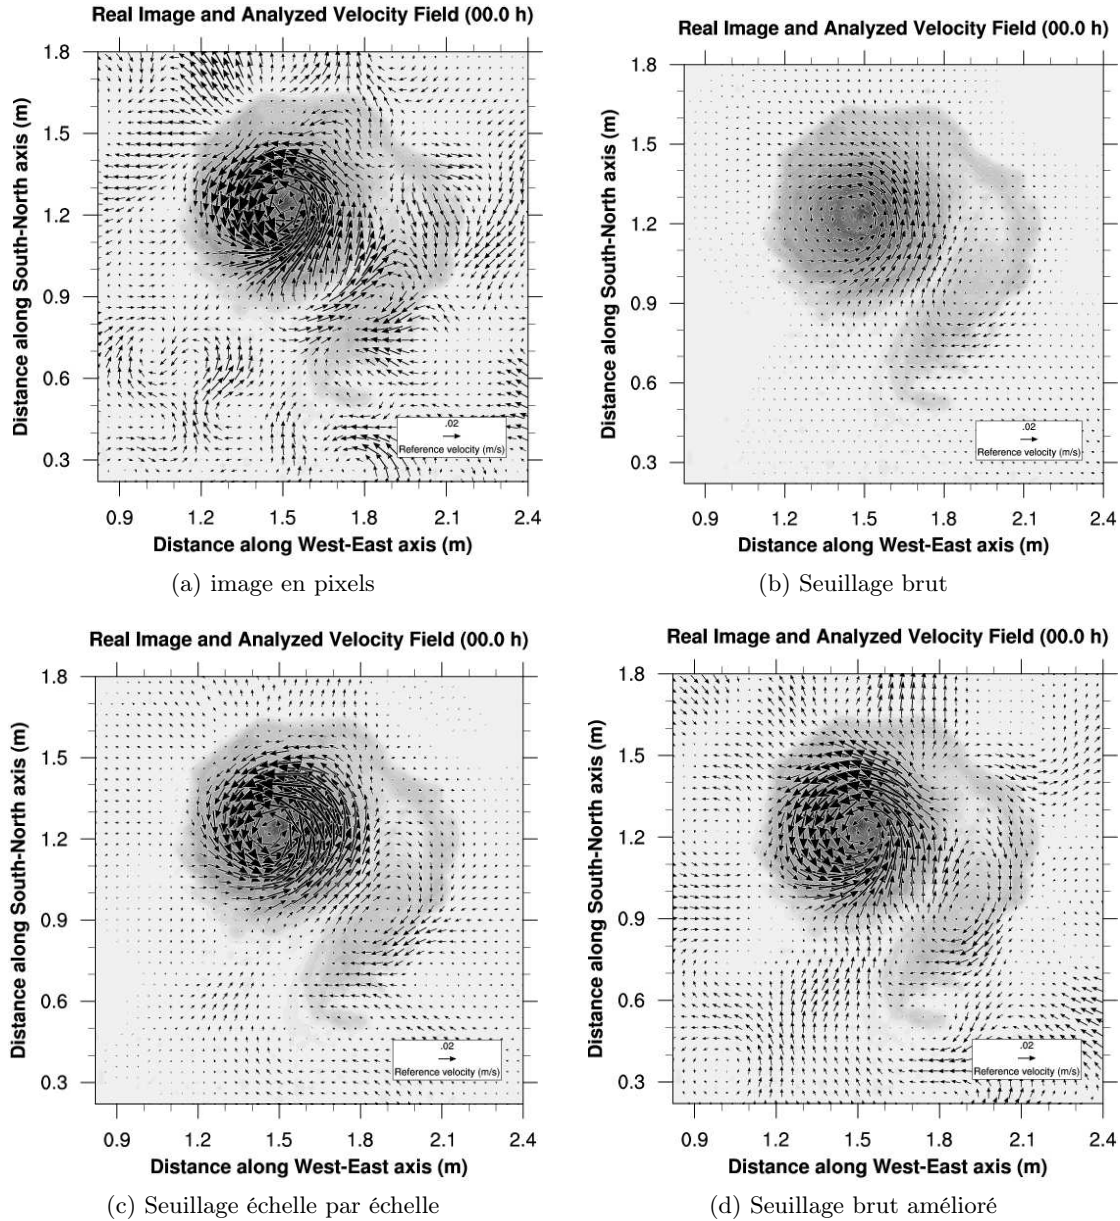 Real Image and Analyzed Velocity Field (00.0 h)
Distance along South-North axis (m)
1.8
1.5
1.2
0.9
0.6
0.3
.02
Reference velocity (m/s)
0.9 1.2 1.5 1.8 2.1 2.4
Distance along West-East axis (m)
(a) image en pixels
Real Image and Analyzed Velocity Field (00.0 h)
Distance along South-North axis (m)
1.8
1.5
1.2
0.9
0.6
0.3
.02
Reference velocity (m/s)
0.9 1.2 1.5 1.8 2.1 2.4
Distance along West-East axis (m)
(b) Seuillage brut
Real Image and Analyzed Velocity Field (00.0 h)
Distance along South-North axis (m)
1.8
1.5
1.2
0.9
0.6
0.3
.02
Reference velocity (m/s)
0.9 1.2 1.5 1.8 2.1 2.4
Distance along West-East axis (m)
(c) Seuillage échelle par échelle
Real Image and Analyzed Velocity Field (00.0 h)
Distance along South-North axis (m)
1.8
1.5
1.2
0.9
0.6
0.3
.02
Reference velocity (m/s)
0.9 1.2 1.5 1.8 2.1 2.4
Distance along West-East axis (m)
(d) Seuillage brut amélioré